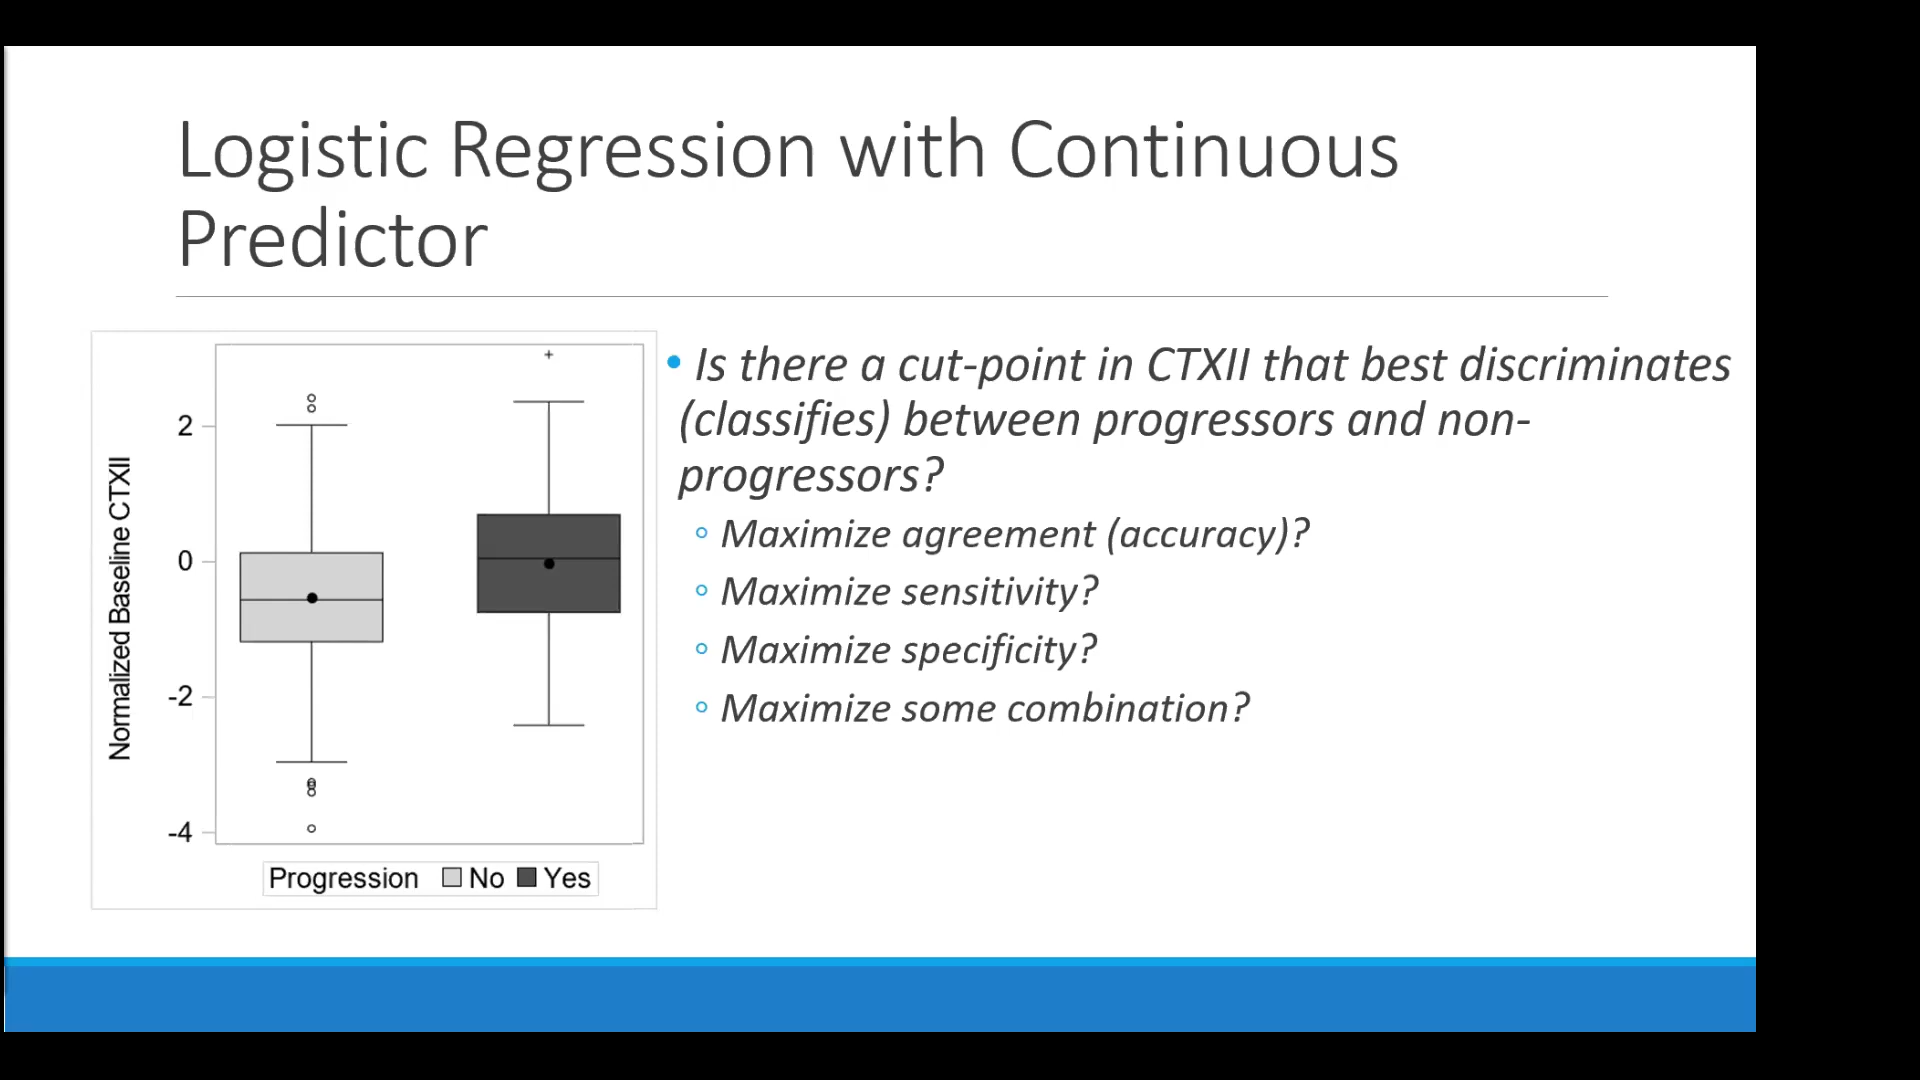 Logistic Regression with Continuous
Predictor
• Is there a cut-point in CTXII that best discriminates
(classifies) between progressors and non-
progressors?
◦ Maximize agreement (accuracy)?
◦ Maximize sensitivity?
◦ Maximize specificity?
◦ Maximize some combination?
Normalized Baseline CTXII
2
0
-2
-4
Progression No Yes